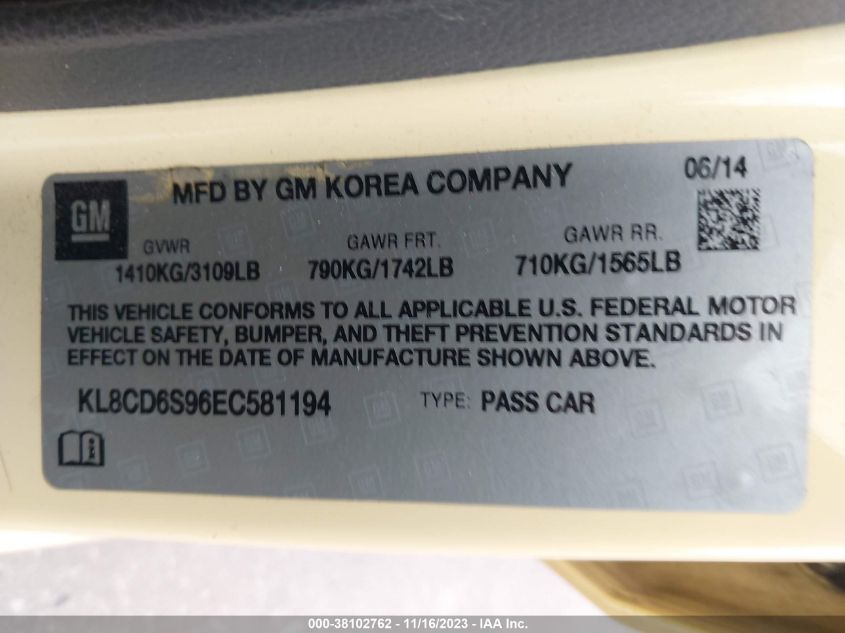 GM
MFD BY GM KOREA COMPANY
06/14
GVWR
GAWR FRT.
GAWR RR.
1410KG/3109LB
790KG/1742LB
710KG/1565LB
THIS VEHICLE CONFORMS TO ALL APPLICABLE U.S. FEDERAL MOTOR
VEHICLE SAFETY, BUMPER, AND THEFT PREVENTION STANDARDS IN
EFFECT ON THE DATE OF MANUFACTURE SHOWN ABOVE.
KL8CD6S96EC581194
TYPE: PASS CAR
000-38102762 - 11/16/2023 - IAA Inc.